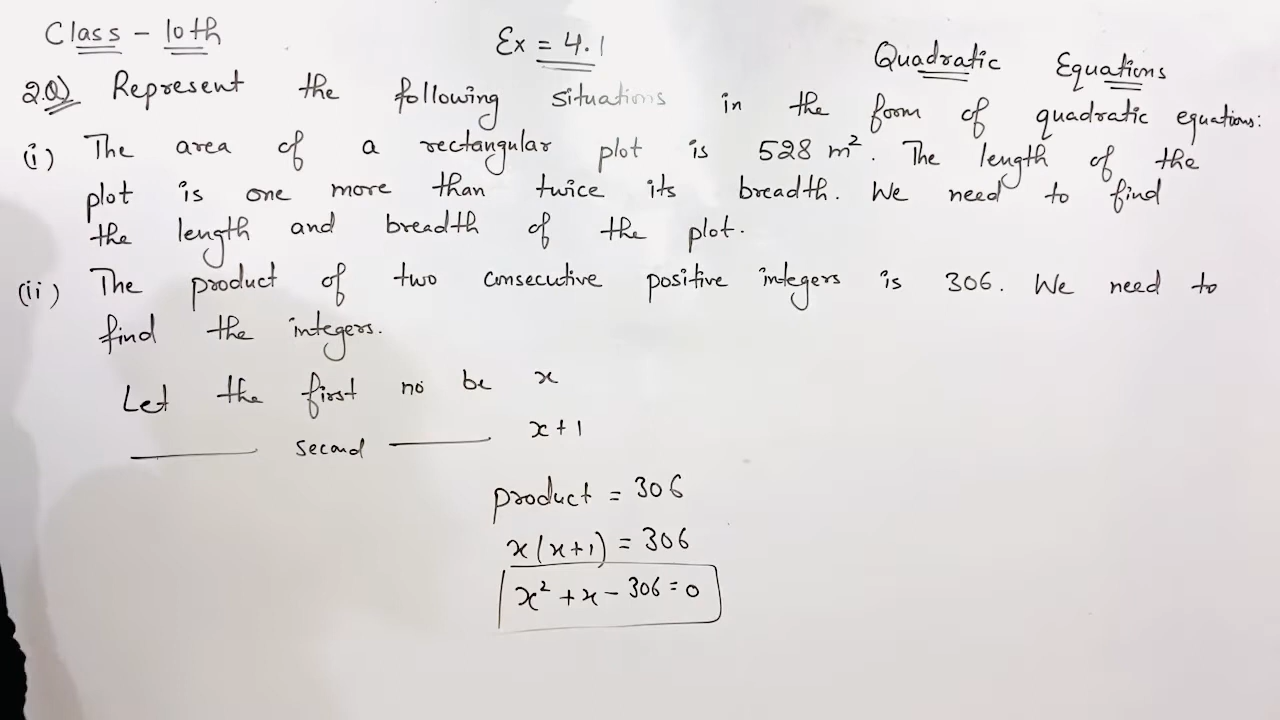 Class - 10th
Ex = 4.1
Quadratic Equations
2Q) Represent the following situations in the form of quadratic equations:
(i) The area of a rectangular plot is 528 m². The length of the
plot is one more than twice its breadth. We need to find
the length and breadth of the plot.
(ii) The product of two consecutive positive integers is 306. We need to
find the integers.
Let the first no be x
——— second ——— x+1
product = 306
x(x+1) = 306
x² + x - 306 = 0